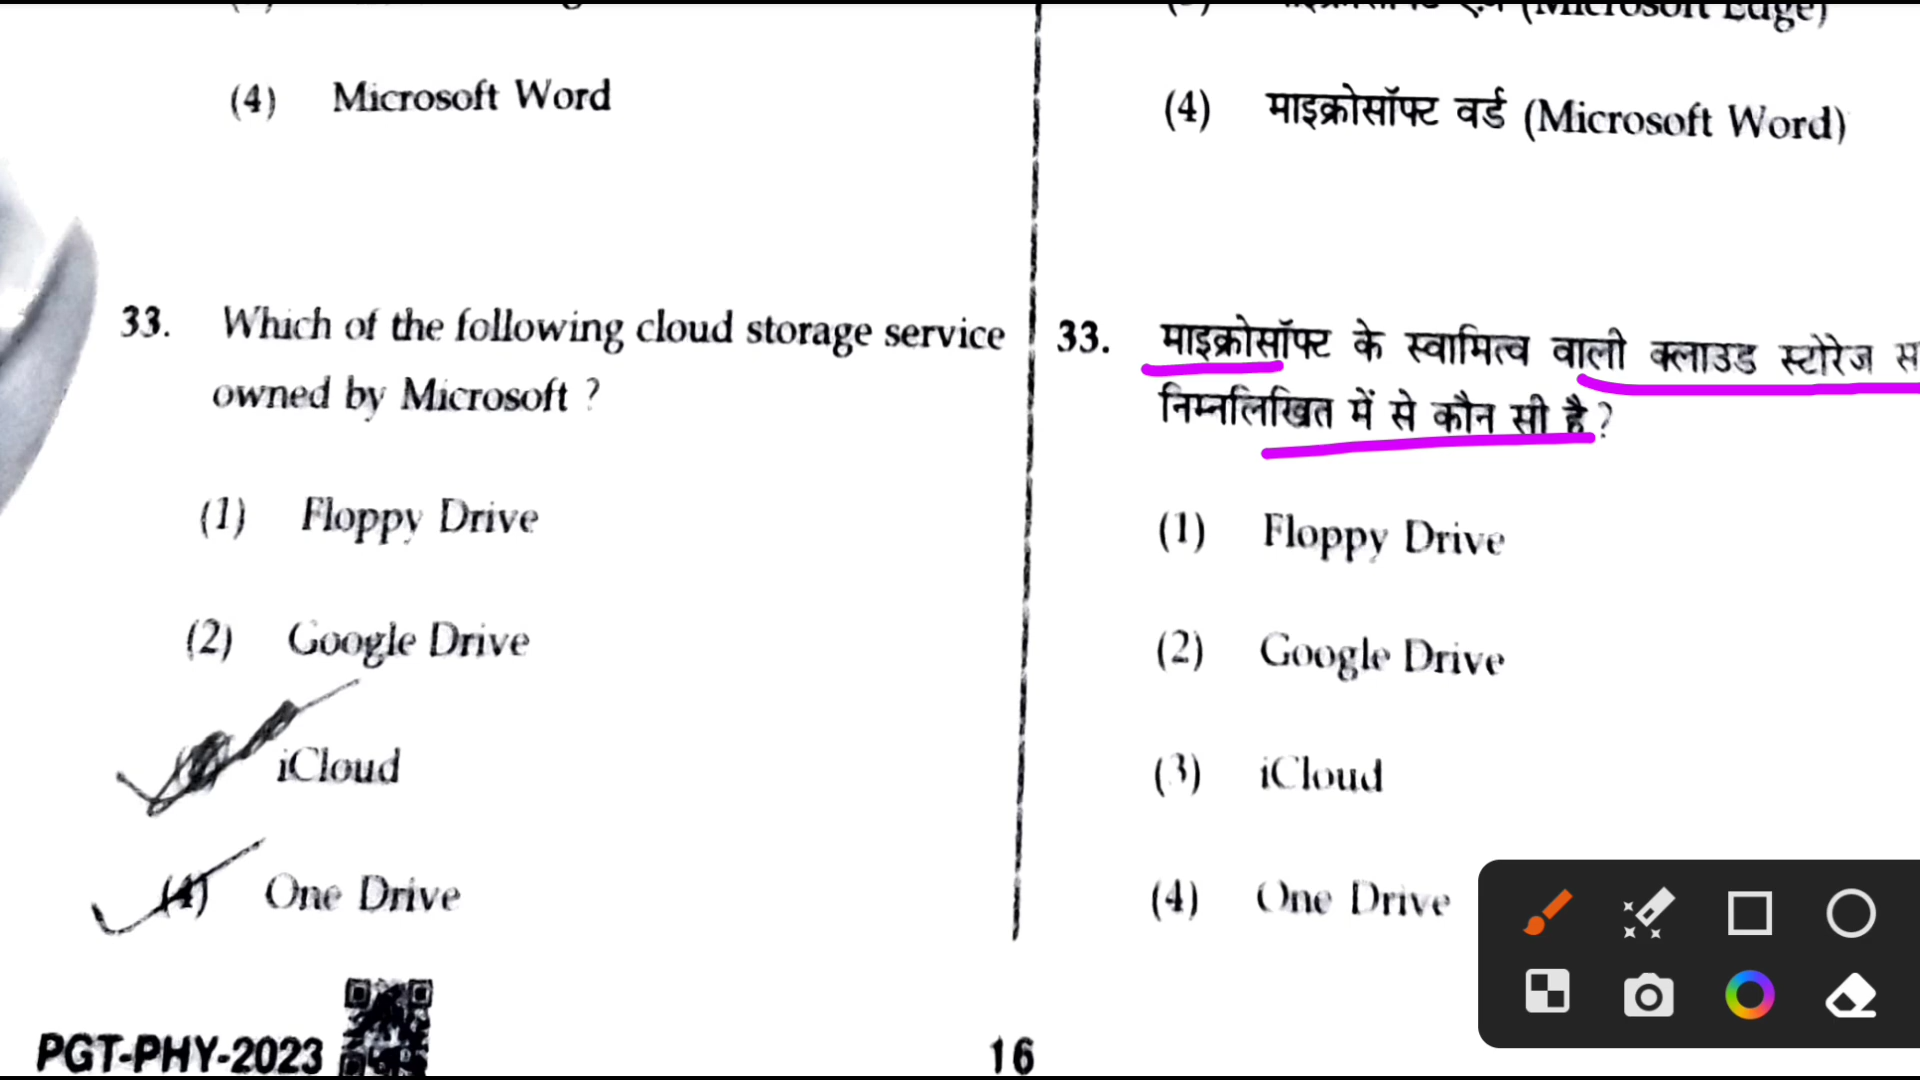 (4) Microsoft Word
33. Which of the following cloud storage service
owned by Microsoft ?
(1) Floppy Drive
(2) Google Drive
iCloud
(4) One Drive
(Microsoft Edge)
(4) माइक्रोसॉफ्ट वर्ड (Microsoft Word)
33. माइक्रोसॉफ्ट के स्वामित्व वाली क्लाउड स्टोरेज
निम्नलिखित में से कौन सी है?
(1) Floppy Drive
(2) Google Drive
(3) iCloud
(4) One Drive
PGT-PHY-2023
16